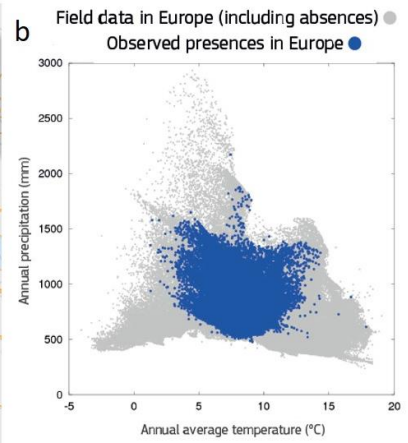 b
Field data in Europe (including absences)
Observed presences in Europe
3000
2500
2000
1500
1000
500
0
Annual precipitation (mm)
-5 0 5 10 15 20
Annual average temperature (°C)